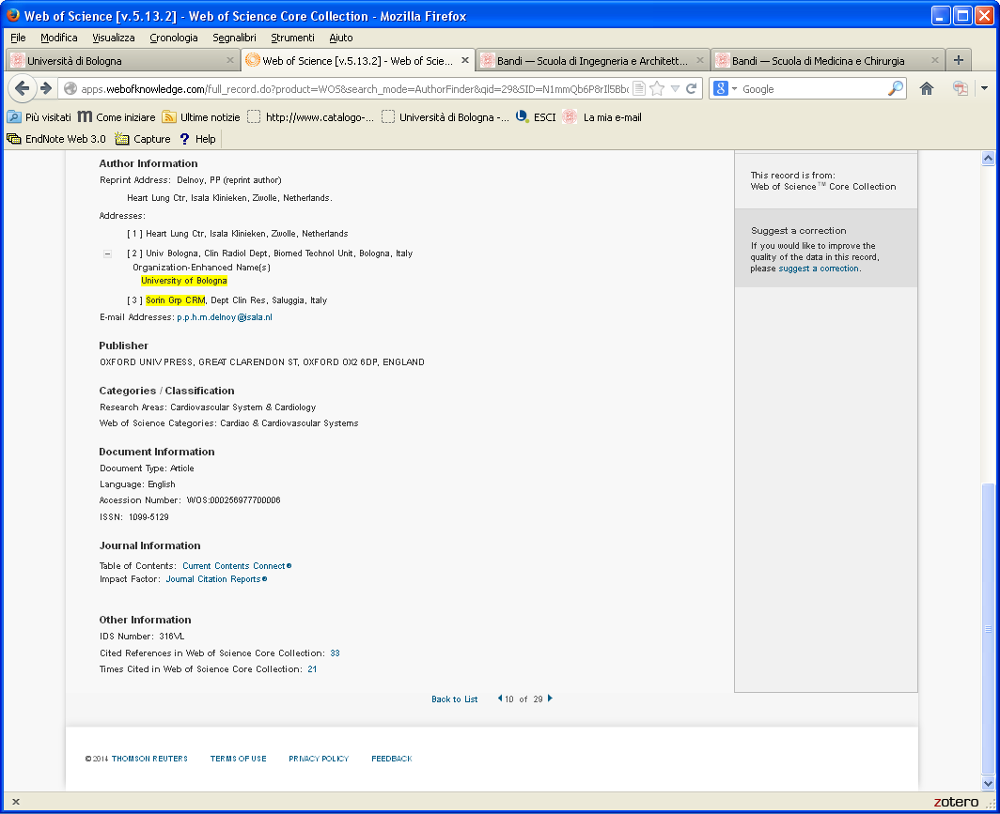 Web of Science [v.5.13.2] - Web of Science Core Collection - Mozilla Firefox
File Modifica Visualizza Cronologia Segnalibri Strumenti Aiuto
Università di Bologna × Web of Science [v.5.13.2] - Web of Scie... × Bandi — Scuola di Ingegneria e Architett... × Bandi — Scuola di Medicina e Chirurgia × +
apps.webofknowledge.com/full_record.do?product=WOS&search_mode=AuthorFinder&qid=29&SID=N1mmQb6P8rIl5Bb Google
Più visitati Come iniziare Ultime notizie http://www.catalogo-... Università di Bologna -... ESCI La mia e-mail
EndNote Web 3.0 Capture ? Help
Author Information
Reprint Address: Delnoy, PP (reprint author)
Heart Lung Ctr, Isala Klinieken, Zwolle, Netherlands.
Addresses:
[ 1 ] Heart Lung Ctr, Isala Klinieken, Zwolle, Netherlands
[ 2 ] Univ Bologna, Clin Radiol Dept, Biomed Technol Unit, Bologna, Italy
Organization-Enhanced Name(s)
University of Bologna
[ 3 ] Sorin Grp CRM, Dept Clin Res, Saluggia, Italy
E-mail Addresses: p.p.h.m.delnoy@isala.nl
Publisher
OXFORD UNIV PRESS, GREAT CLARENDON ST, OXFORD OX2 6DP, ENGLAND
Categories / Classification
Research Areas: Cardiovascular System & Cardiology
Web of Science Categories: Cardiac & Cardiovascular Systems
Document Information
Document Type: Article
Language: English
Accession Number: WOS:000256977700006
ISSN: 1099-5129
Journal Information
Table of Contents: Current Contents Connect®
Impact Factor: Journal Citation Reports®
Other Information
IDS Number: 316VL
Cited References in Web of Science Core Collection: 33
Times Cited in Web of Science Core Collection: 21
Back to List 10 of 29
This record is from:
Web of Science™ Core Collection
Suggest a correction
If you would like to improve the
quality of the data in this record,
please suggest a correction.
© 2014 THOMSON REUTERS TERMS OF USE PRIVACY POLICY FEEDBACK
× zotero